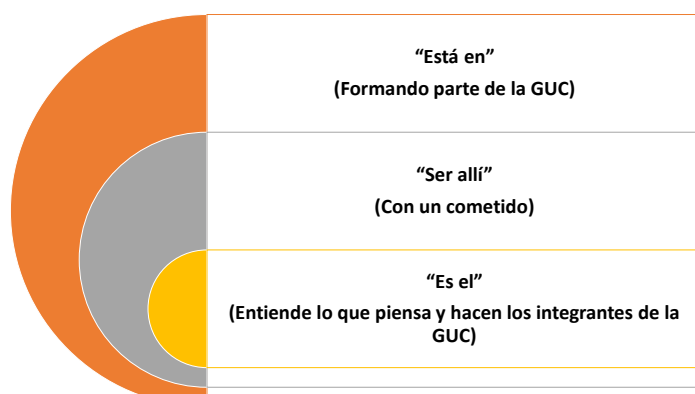 “Está en”
(Formando parte de la GUC)
“Ser allí”
(Con un cometido)
“Es el”
(Entiende lo que piensa y hacen los integrantes de la
GUC)